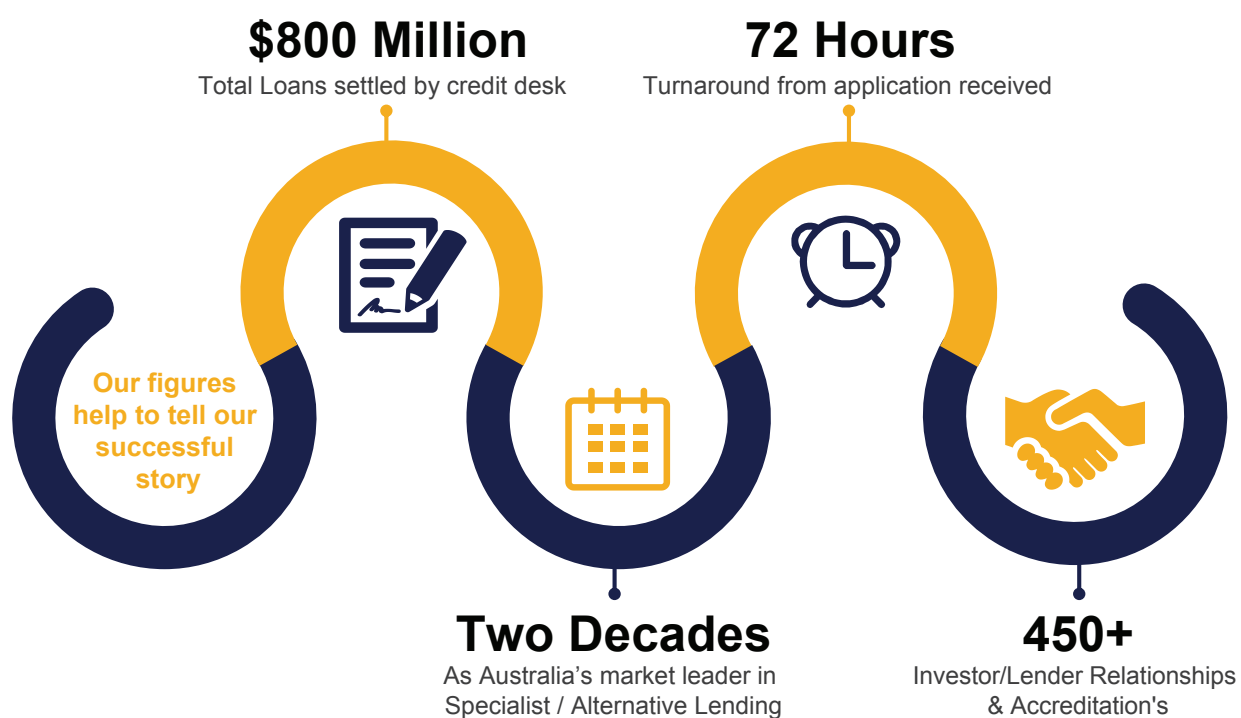 $800 Million
Total Loans settled by credit desk
72 Hours
Turnaround from application received
Our figures
help to tell our
successful
story
Two Decades
As Australia’s market leader in
Specialist / Alternative Lending
450+
Investor/Lender Relationships
& Accreditation's